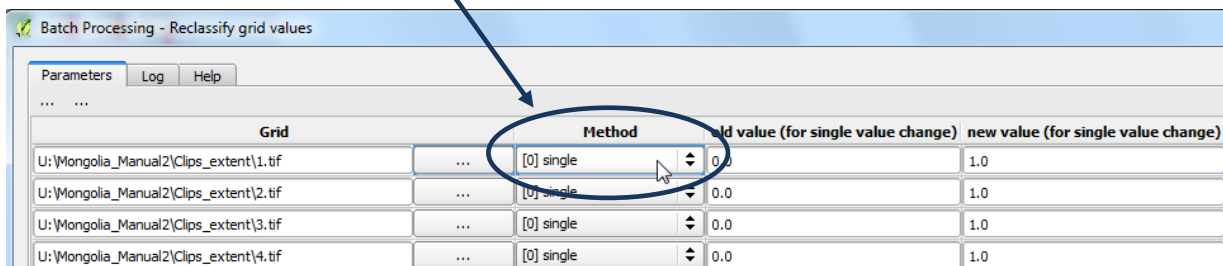 Batch Processing - Reclassify grid values
Parameters Log Help
... ...
Grid Method old value (for single value change) new value (for single value change)
U:\Mongolia_Manual2\Clips_extent\1.tif ... [0] single 0.0 1.0
U:\Mongolia_Manual2\Clips_extent\2.tif ... [0] single 0.0 1.0
U:\Mongolia_Manual2\Clips_extent\3.tif ... [0] single 0.0 1.0
U:\Mongolia_Manual2\Clips_extent\4.tif ... [0] single 0.0 1.0